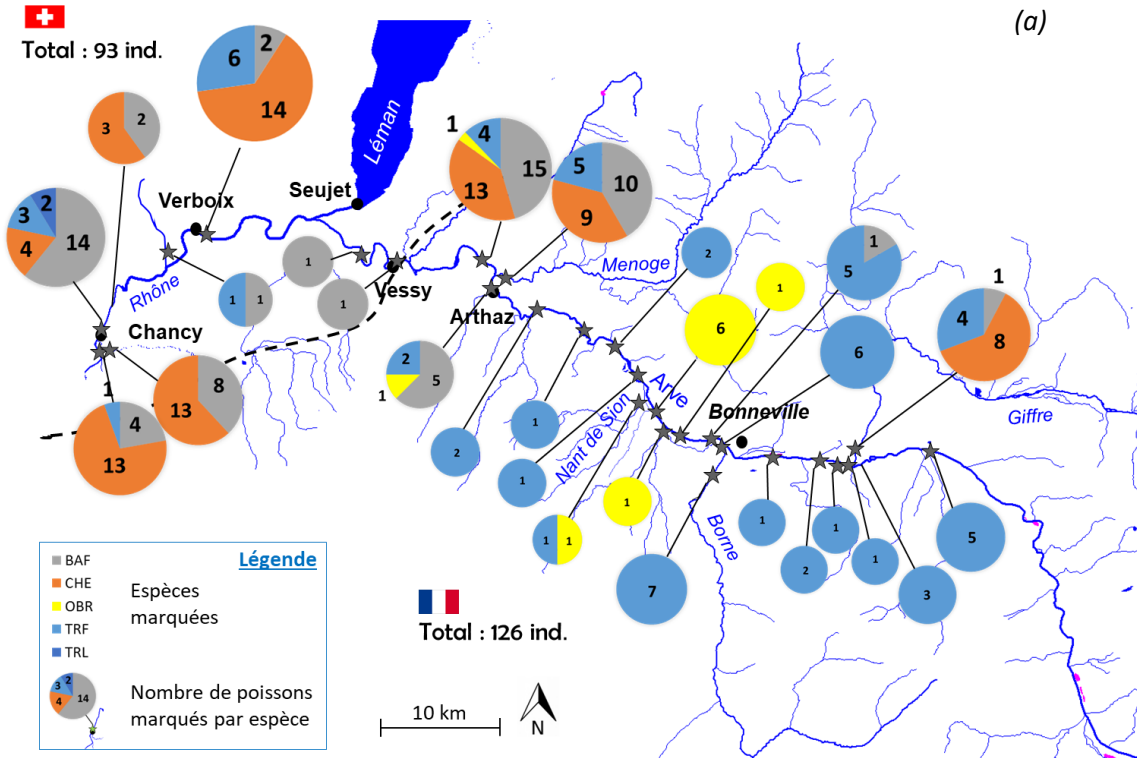 (a)
Total : 93 ind.
2
6
14
3
2
Léman
1
4
15
13
5
10
9
Seujet
Verboix
3
2
14
4
Rhône
1
1
1
1
Vessy
Menoge
2
1
1
5
1
4
8
6
6
Chancy
Arthaz
2
5
1
Arve
Bonneville
Giffre
Nant de Sion
1
8
13
4
13
2
1
1
1
1
1
Borne
7
1
2
1
1
3
5
Légende
BAF
CHE
OBR
TRF
TRL
Espèces
marquées
3
2
4
14
Nombre de poissons
marqués par espèce
Total : 126 ind.
10 km
N